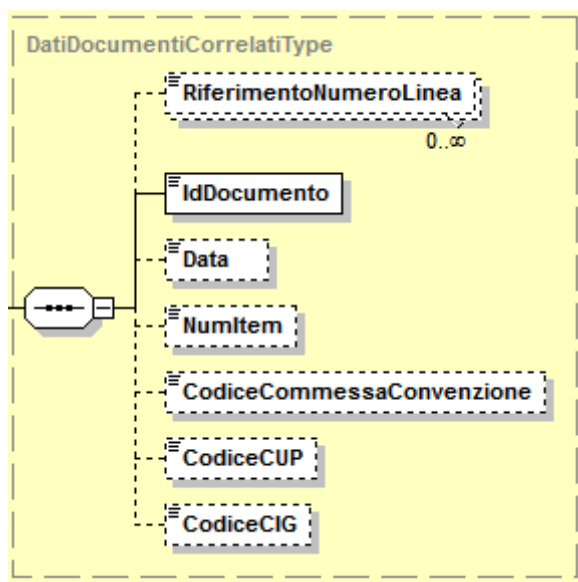 DatiDocumentiCorrelatiType
RiferimentoNumeroLinea
0..∞
IdDocumento
Data
NumItem
CodiceCommessaConvenzione
CodiceCUP
CodiceCIG